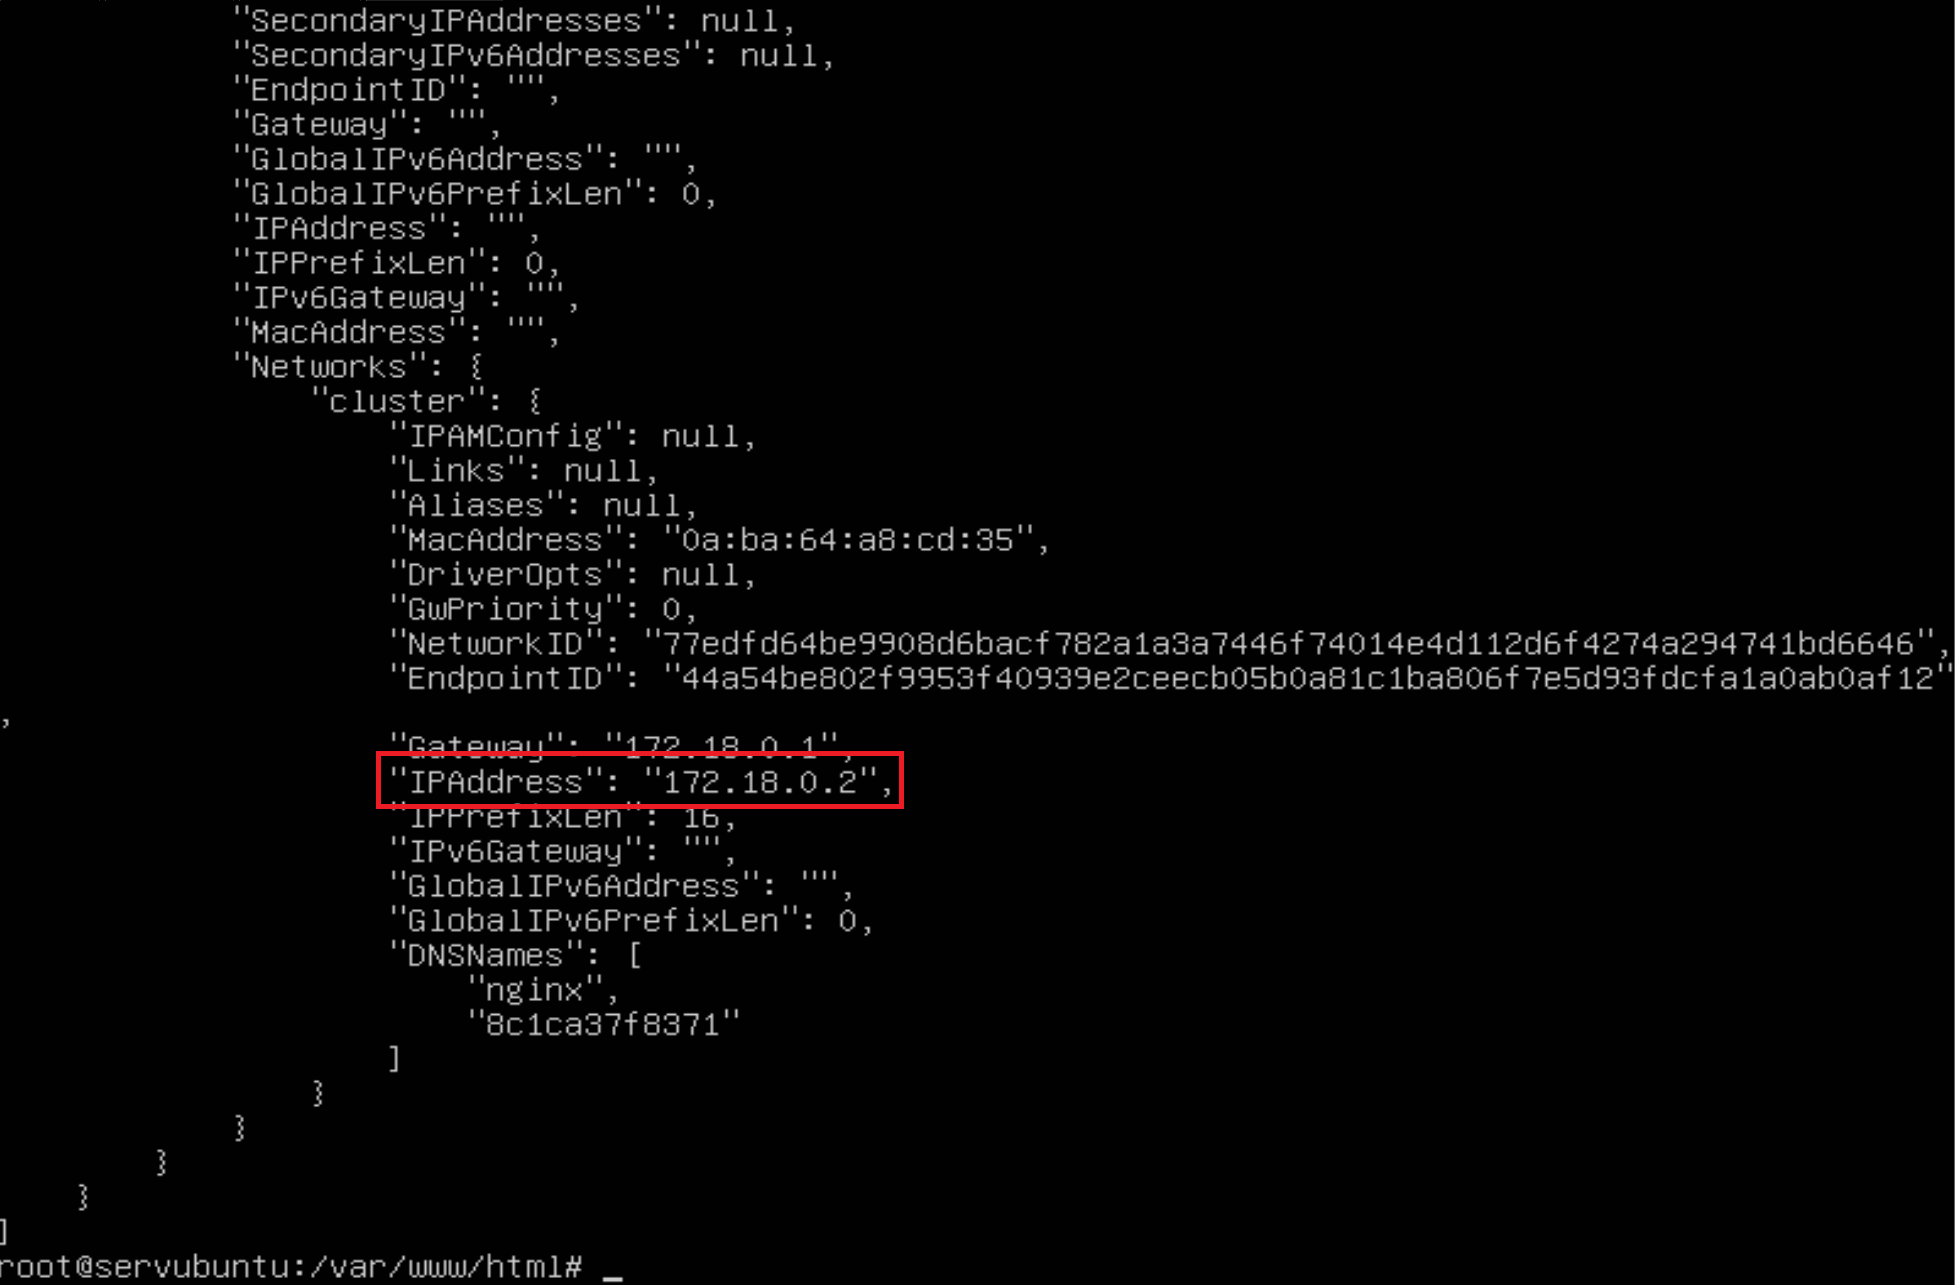 "SecondaryIPAddresses": null,
"SecondaryIPv6Addresses": null,
"EndpointID": "",
"Gateway": "",
"GlobalIPv6Address": "",
"GlobalIPv6PrefixLen": 0,
"IPAddress": "",
"IPPrefixLen": 0,
"IPv6Gateway": "",
"MacAddress": "",
"Networks": {
"cluster": {
"IPAMConfig": null,
"Links": null,
"Aliases": null,
"MacAddress": "0a:ba:64:a8:cd:35",
"DriverOpts": null,
"GwPriority": 0,
"NetworkID": "77edfd64be9908d6bacf782a1a3a7446f74014e4d112d6f4274a294741bd6646",
"EndpointID": "44a54be802f9953f40939e2ceecb05b0a81c1ba806f7e5d93fdcfa1a0ab0af12"
,
"Gateway": "172.18.0.1",
"IPAddress": "172.18.0.2",
"IPPrefixLen": 16,
"IPv6Gateway": "",
"GlobalIPv6Address": "",
"GlobalIPv6PrefixLen": 0,
"DNSNames": [
"nginx",
"8c1ca37f8371"
]
}
}
}
}
]
root@servubuntu:/var/www/html# _